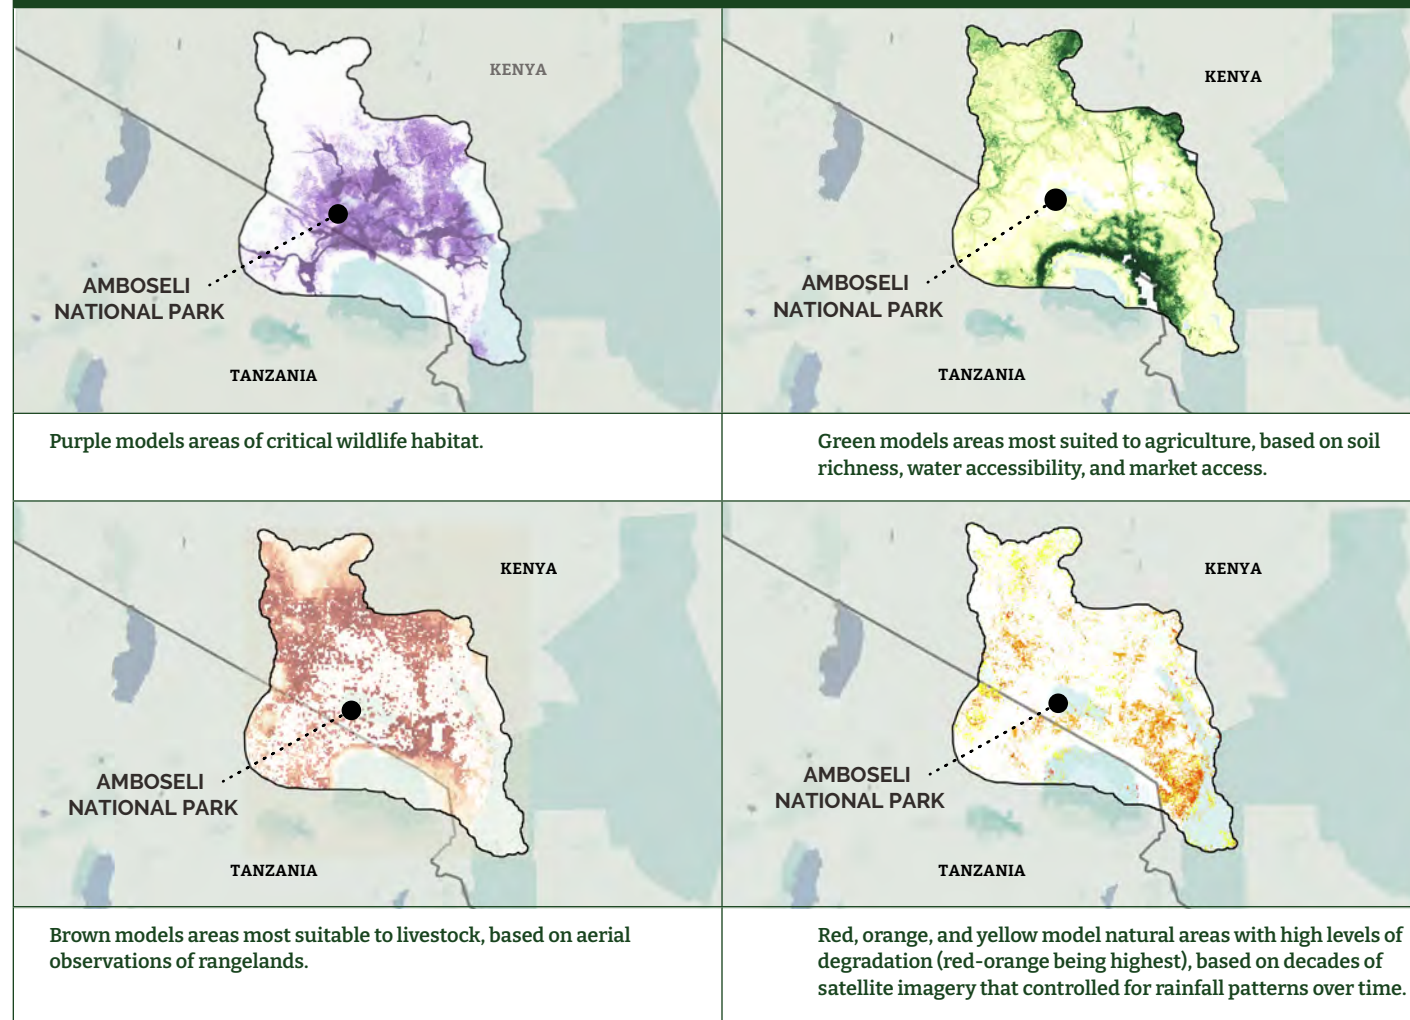 KENYA
AMBOSELI
NATIONAL PARK
TANZANIA
KENYA
AMBOSELI
NATIONAL PARK
TANZANIA
Purple models areas of critical wildlife habitat.
Green models areas most suited to agriculture, based on soil
richness, water accessibility, and market access.
KENYA
AMBOSELI
NATIONAL PARK
TANZANIA
KENYA
AMBOSELI
NATIONAL PARK
TANZANIA
Brown models areas most suitable to livestock, based on aerial
observations of rangelands.
Red, orange, and yellow model natural areas with high levels of
degradation (red-orange being highest), based on decades of
satellite imagery that controlled for rainfall patterns over time.